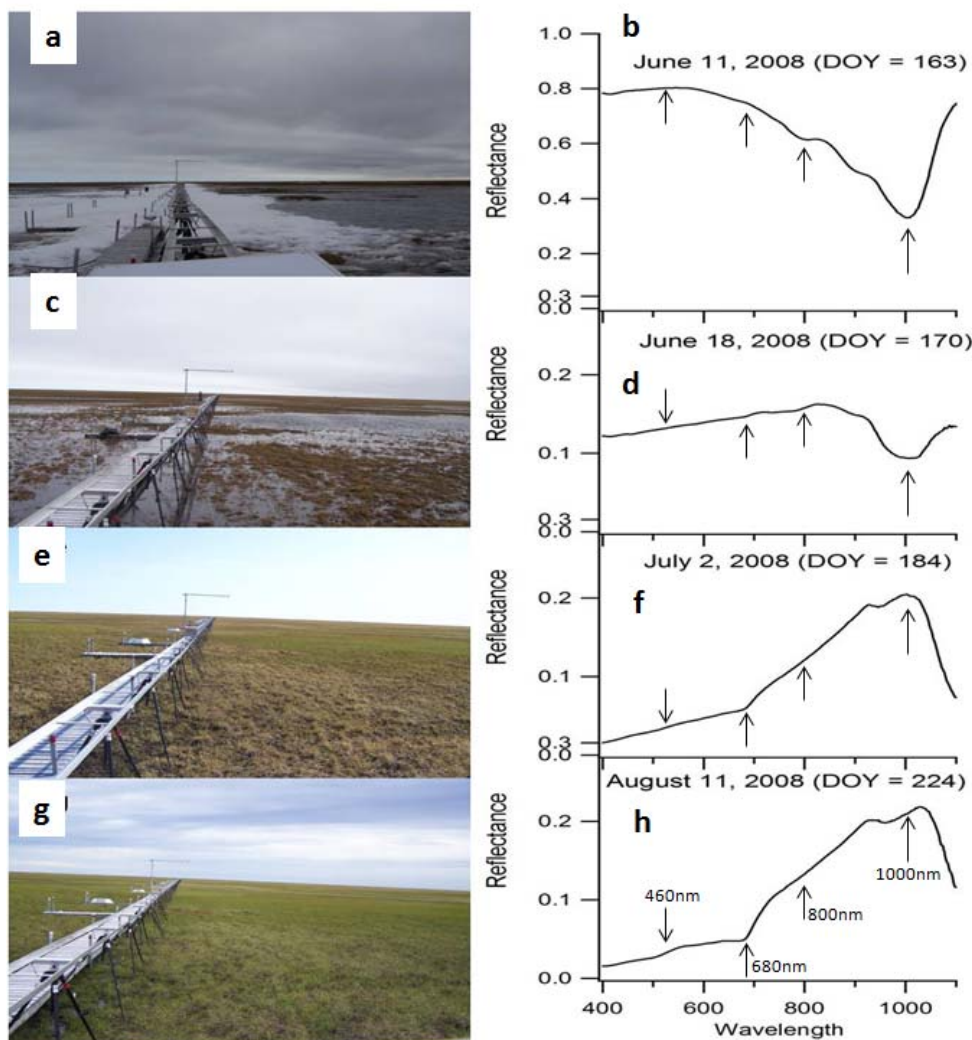 a
b
June 11, 2008 (DOY = 163)
1.0
0.8
0.6
0.4
0.2
0.3
0.0
Reflectance
c
June 18, 2008 (DOY = 170)
d
0.2
0.1
0.3
0.0
Reflectance
e
July 2, 2008 (DOY = 184)
f
0.2
0.1
0.3
0.0
Reflectance
g
August 11, 2008 (DOY = 224)
h
0.2
0.1
0.0
Reflectance
460nm
680nm
800nm
1000nm
400 600 800 1000
Wavelength